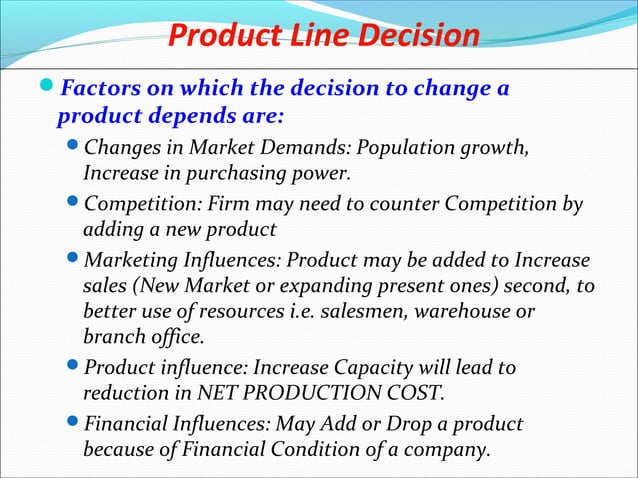 Product Line Decision
Factors on which the decision to change a
product depends are:
Changes in Market Demands: Population growth,
Increase in purchasing power.
Competition: Firm may need to counter Competition by
adding a new product
Marketing Influences: Product may be added to Increase
sales (New Market or expanding present ones) second, to
better use of resources i.e. salesmen, warehouse or
branch office.
Product influence: Increase Capacity will lead to
reduction in NET PRODUCTION COST.
Financial Influences: May Add or Drop a product
because of Financial Condition of a company.